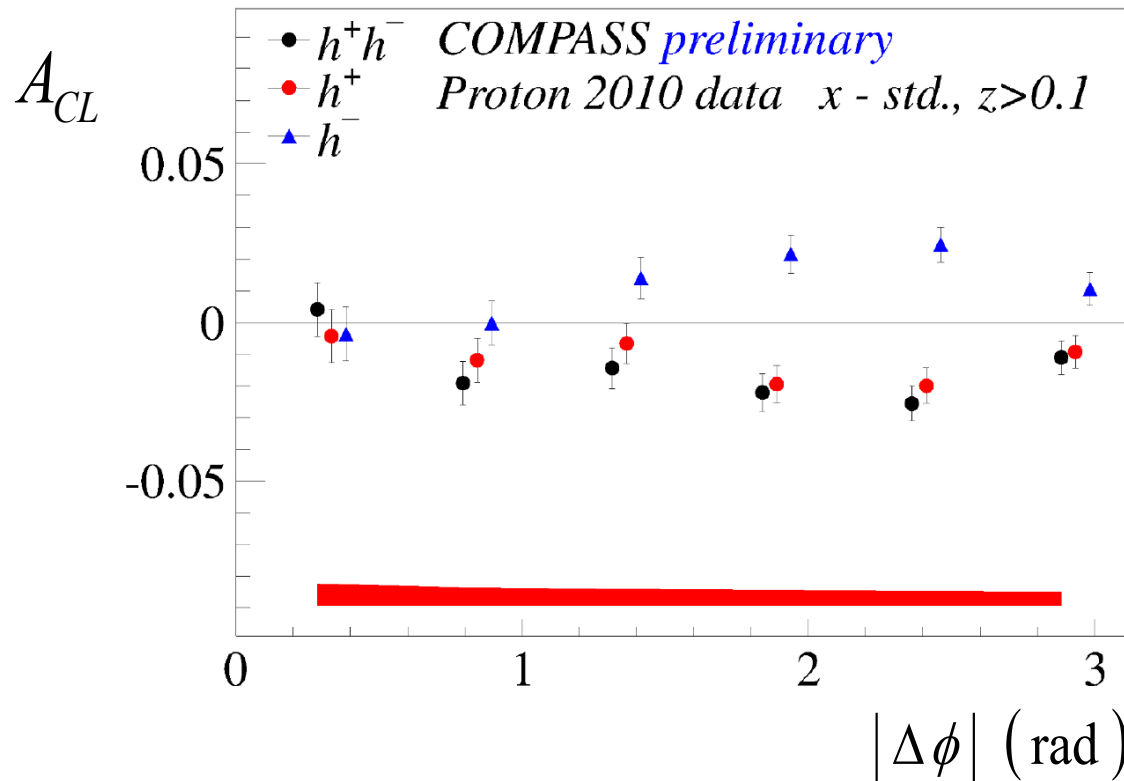 h⁺h⁻ COMPASS preliminary
A_CL
h⁺ Proton 2010 data x - std., z>0.1
h⁻
0.05
0
-0.05
0 1 2 3
|Δϕ| (rad)